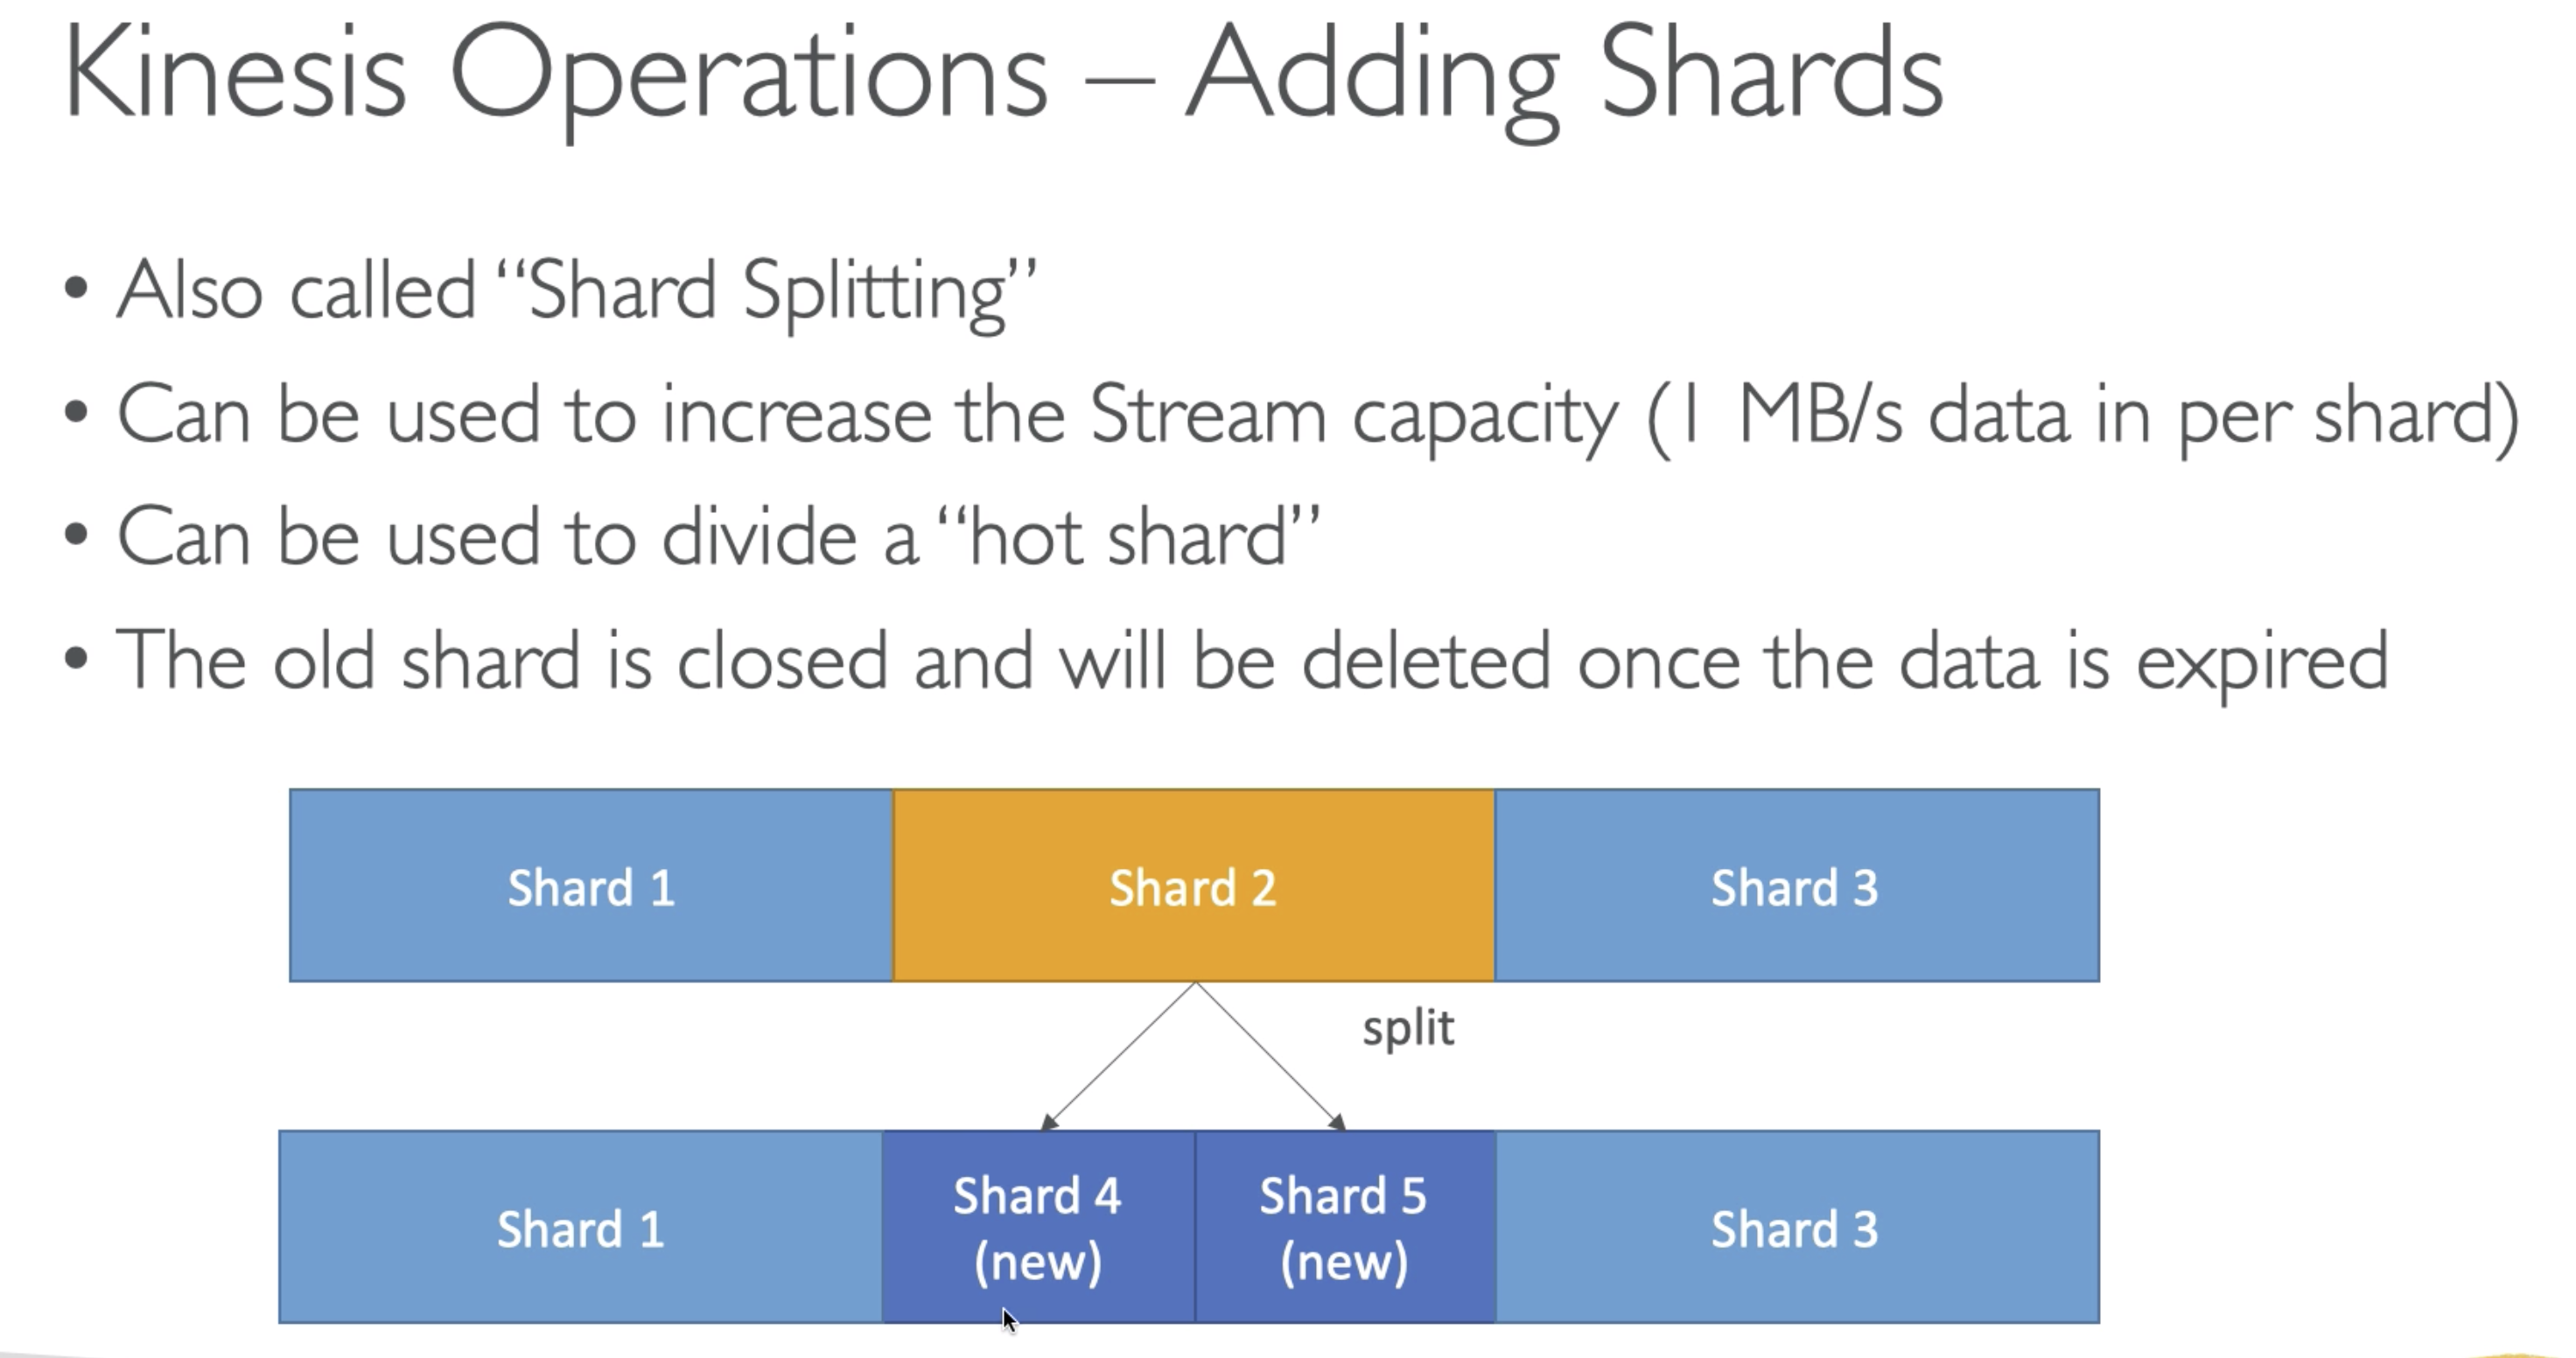 Kinesis Operations – Adding Shards
• Also called “Shard Splitting”
• Can be used to increase the Stream capacity (1 MB/s data in per shard)
• Can be used to divide a “hot shard”
• The old shard is closed and will be deleted once the data is expired
Shard 1
Shard 2
Shard 3
split
Shard 1
Shard 4
(new)
Shard 5
(new)
Shard 3